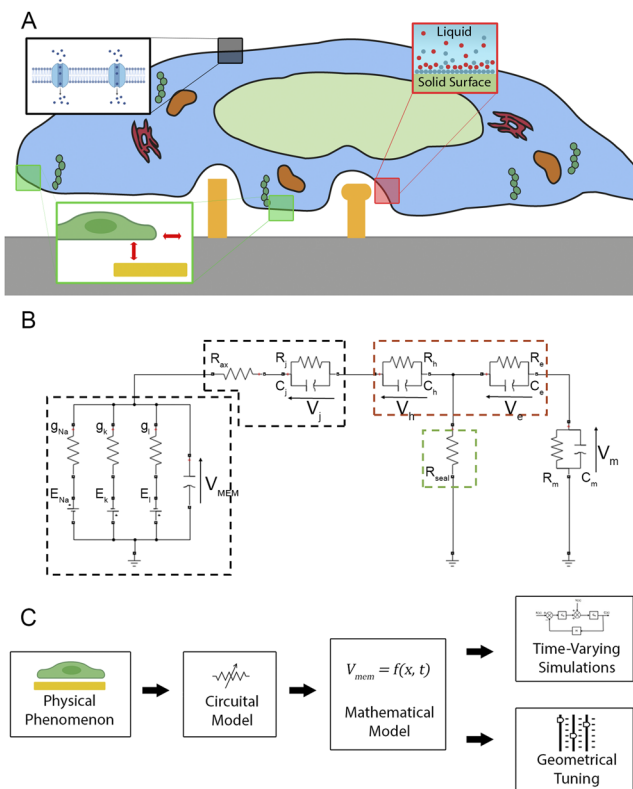 A
Liquid
Solid Surface
B
R_ax
R_j
C_j
V_j
R_h
C_h
V_h
R_e
C_e
V_e
g_Na
g_k
g_l
E_Na
E_k
E_l
V_MEM
R_seal
R_m
C_m
V_m
C
Physical
Phenomenon
Circuital
Model
V_mem = f(x, t)
Mathematical
Model
Time-Varying
Simulations
Geometrical
Tuning